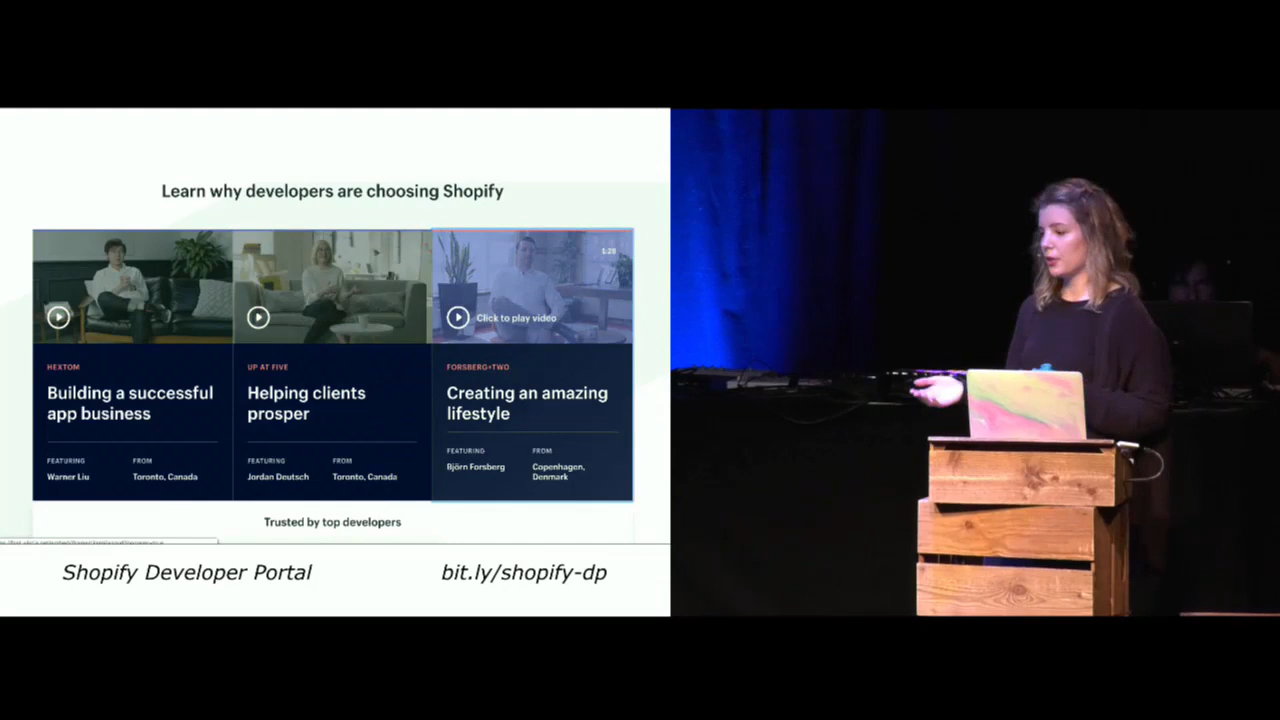 Learn why developers are choosing Shopify
1:28
Click to play video
HEXTOM
Building a successful
app business
FEATURING
FROM
Warner Liu
Toronto, Canada
UP AT FIVE
Helping clients
prosper
FEATURING
FROM
Jordan Deutsch
Toronto, Canada
FORSBERG+TWO
Creating an amazing
lifestyle
FEATURING
FROM
Björn Forsberg
Copenhagen,
Denmark
Trusted by top developers
Shopify Developer Portal
bit.ly/shopify-dp